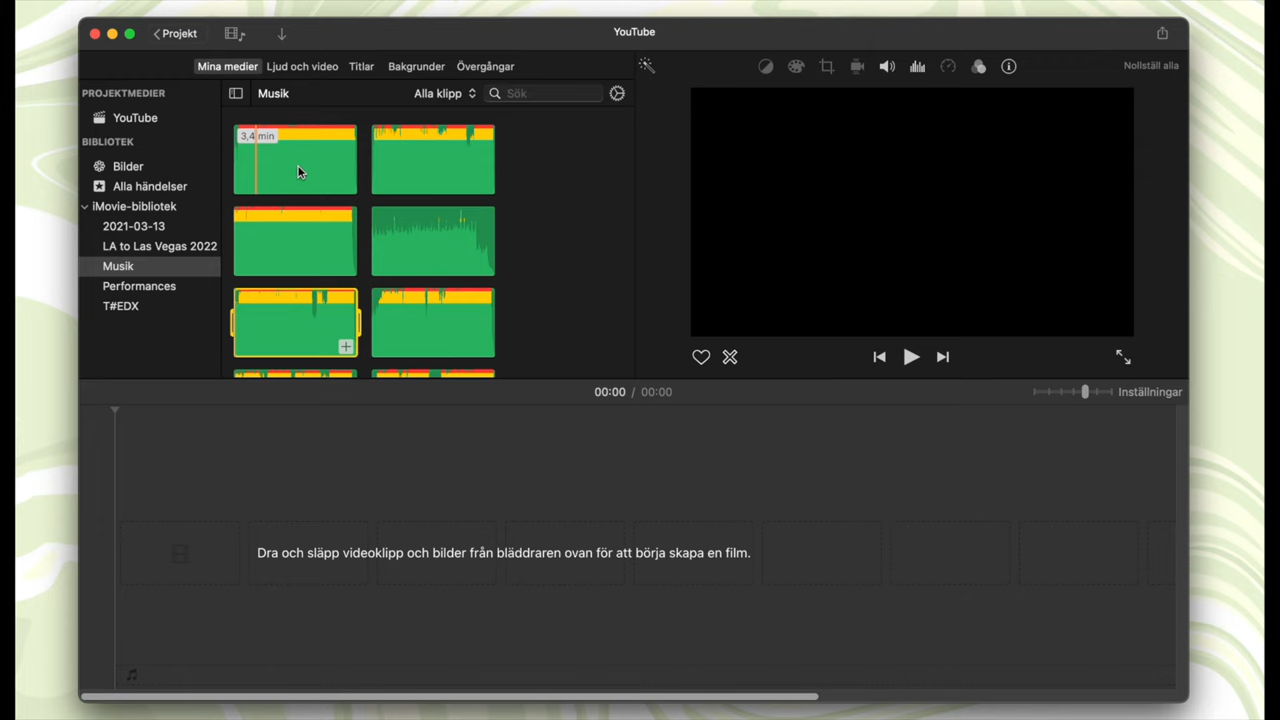 Projekt
YouTube
Mina medier Ljud och video Titlar Bakgrunder Övergångar
Nollställ alla
PROJEKTMEDIER
YouTube
BIBLIOTEK
Bilder
Alla händelser
iMovie-bibliotek
2021-03-13
LA to Las Vegas 2022
Musik
Performances
T#EDX
Musik
Alla klipp
Sök
3,4 min
00:00 / 00:00
Inställningar
Dra och släpp videoklipp och bilder från bläddraren ovan för att börja skapa en film.